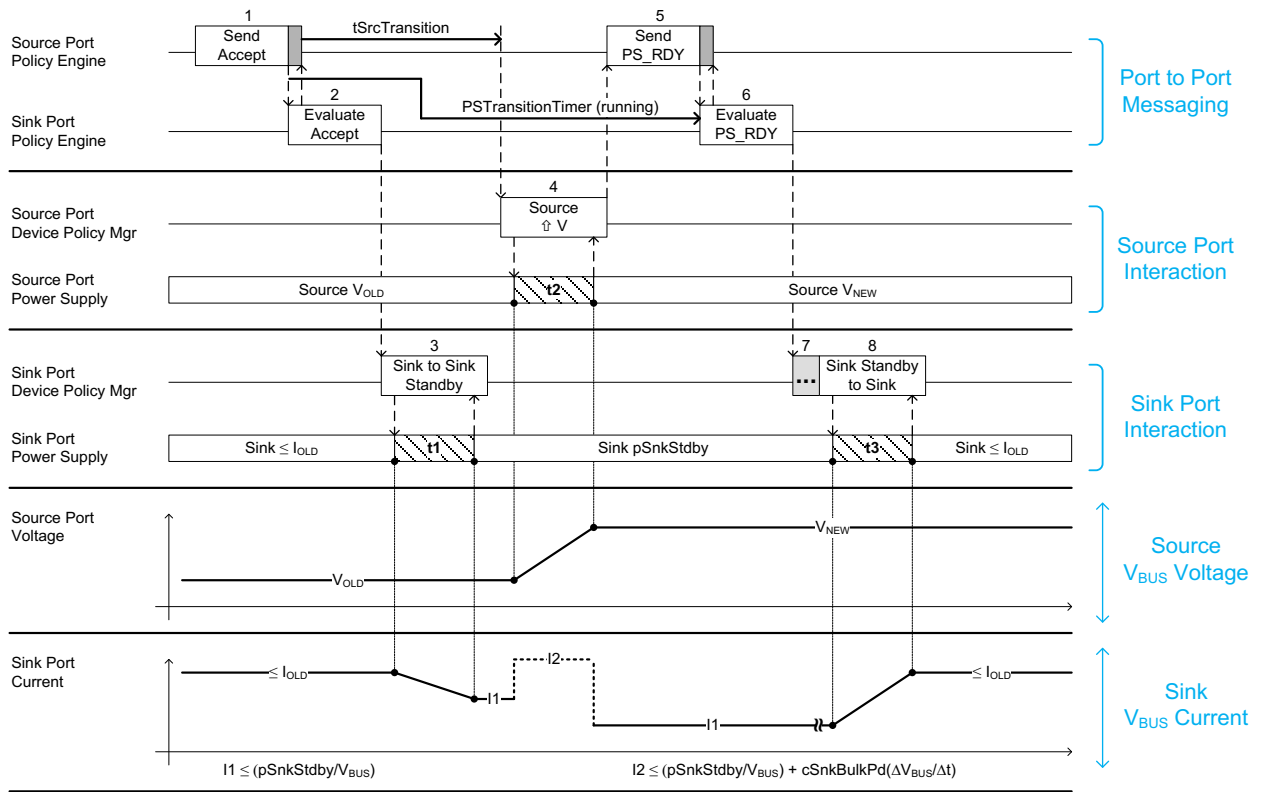 1
5
tSrcTransition
Source Port
Policy Engine
Send
Accept
Send
PS_RDY
2
PSTransitionTimer (running)
6
Sink Port
Policy Engine
Evaluate
Accept
Evaluate
PS_RDY
Port to Port
Messaging
4
Source Port
Device Policy Mgr
Source
⇧ V
Source Port
Power Supply
Source VOLD
t2
Source VNEW
Source Port
Interaction
3
7
8
Sink Port
Device Policy Mgr
Sink to Sink
Standby
...
Sink Standby
to Sink
Sink Port
Power Supply
Sink ≤ IOLD
t1
Sink pSnkStdby
t3
Sink ≤ IOLD
Sink Port
Interaction
Source Port
Voltage
VOLD
VNEW
Source
VBUS Voltage
Sink Port
Current
≤ IOLD
I1
I2
I1
≤ IOLD
Sink
VBUS Current
I1 ≤ (pSnkStdby/VBUS)
I2 ≤ (pSnkStdby/VBUS) + cSnkBulkPd(ΔVBUS/Δt)